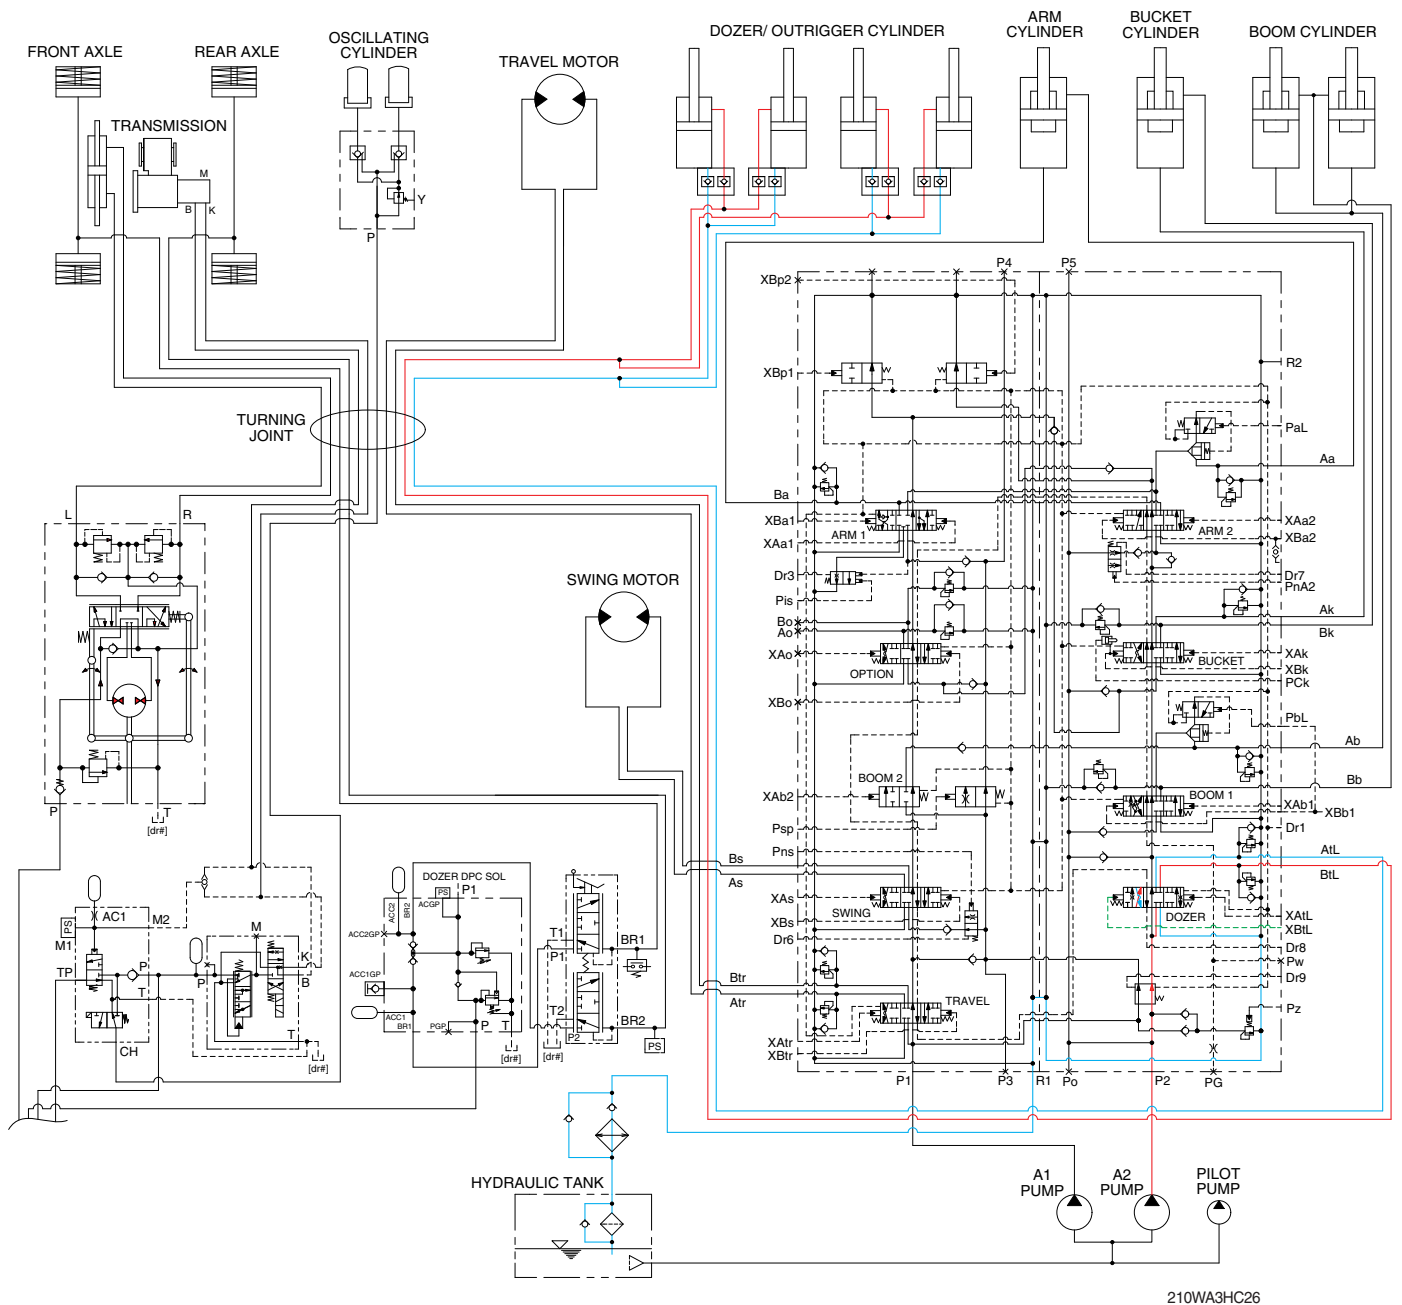 FRONT AXLE
REAR AXLE
OSCILLATING
CYLINDER
TRAVEL MOTOR
DOZER/ OUTRIGGER CYLINDER
ARM
CYLINDER
BUCKET
CYLINDER
BOOM CYLINDER
TRANSMISSION
M
B
K
Y
P
TURNING
JOINT
L
R
P
T
[dr#]
SWING MOTOR
XBp2
P4
P5
XBp1
R2
PaL
Aa
Ba
XBa1
ARM 1
XAa1
XAa2
ARM 2
XBa2
Dr3
Pis
Dr7
PnA2
Bo
Ao
Ak
Bk
XAo
OPTION
XBo
BUCKET
XAk
XBk
PCk
PbL
Ab
Bb
BOOM 2
XAb2
BOOM 1
XAb1
XBb1
Psp
Dr1
Pns
AtL
BtL
Bs
As
XAs
SWING
XBs
Dr6
DOZER
XAtL
XBtL
Dr8
Pw
Dr9
Btr
Atr
TRAVEL
Pz
XAtr
XBtr
P1
P3
R1
Po
P2
PG
AC1
M2
PS
M1
TP
P
T
CH
M
P
K
B
T
[dr#]
DOZER DPC SOL
P1
PS
ACGP
ACC2
BR2
ACC2GP
ACC1GP
ACC1
BR1
PGP
P
T
[dr#]
T1
P1
BR1
T2
P2
BR2
[dr#]
PS
HYDRAULIC TANK
A1
PUMP
A2
PUMP
PILOT
PUMP
210WA3HC26